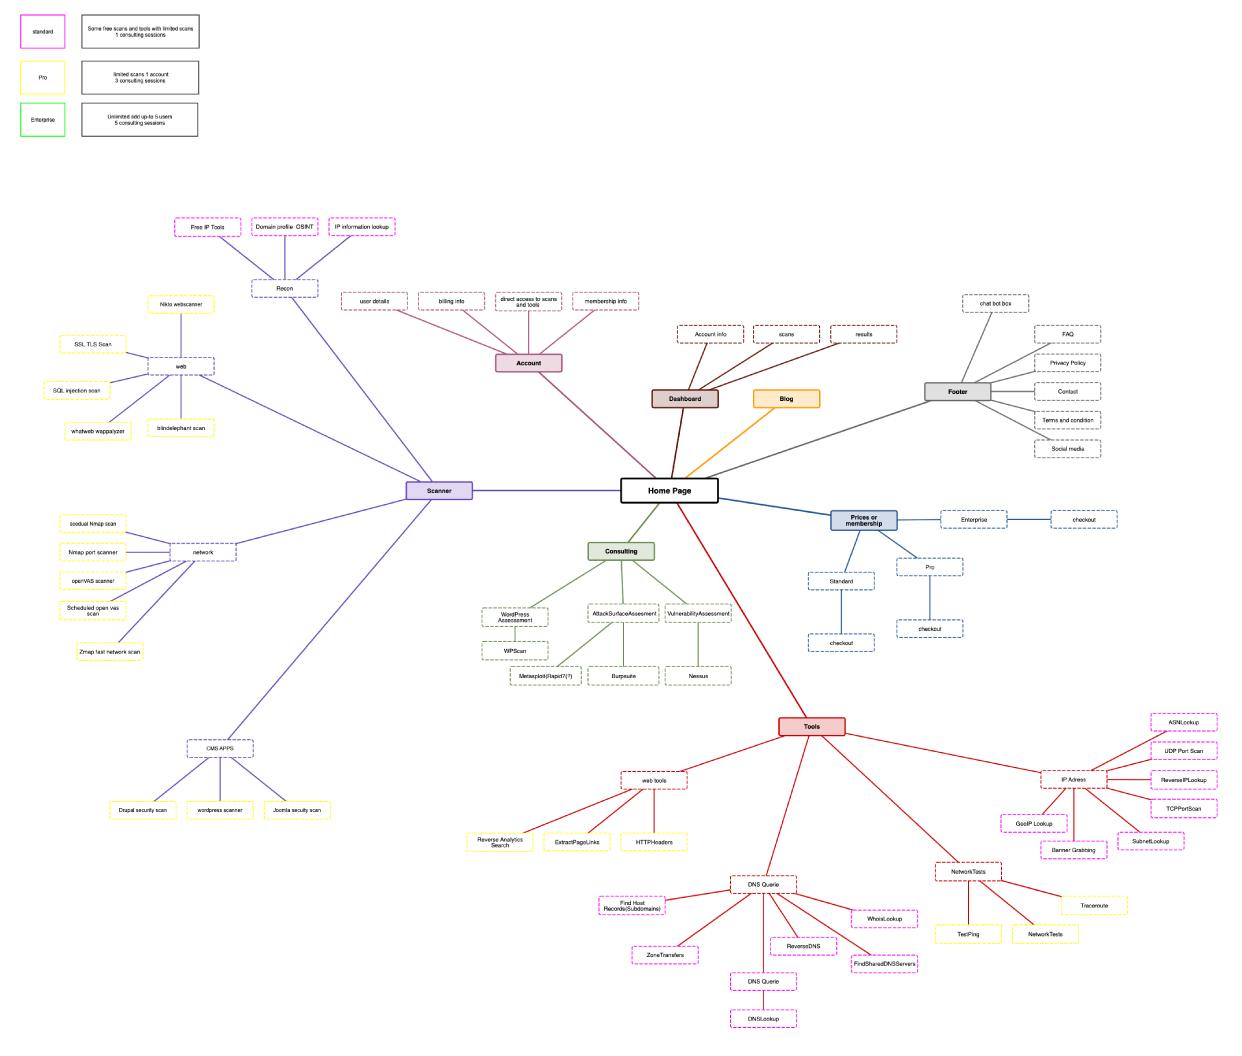 standard
Some free scans and tools with limited scans
1 consulting sessions
Pro
limited scans 1 account
3 consulting sessions
Enterprise
Unlimited add up-to 5 users
5 consulting sessions
Free IP Tools
Domain profile OSINT
IP information lookup
Recon
Nikto webscanner
SSL TLS Scan
web
SQL injection scan
whatweb wappalyzer
blindelephant scan
user details
billing info
direct access to scans
and tools
membership info
Account
Account info
scans
results
Dashboard
Blog
chat bot box
FAQ
Privacy Policy
Footer
Contact
Terms and condition
Social media
Scanner
Home Page
Prices or
membership
Enterprise
checkout
Standard
Pro
checkout
checkout
Nmap port scanner
network
openVAS scanner
Scheduled open vas
scan
Zmap fast network scan
Consulting
WordPress
Assessement
AttackSurfaceAssesment
VulnerabilityAssessment
WPScan
Metasploit(Rapid7(?)
Burpsuite
Nessus
CMS APPS
Drupal security scan
wordpress scanner
Joomla secuity scan
Tools
web tools
Reverse Analytics
Search
ExtractPageLinks
HTTPHeaders
IP Adress
ASNLookup
UDP Port Scan
ReverseIPLookup
TCPPortScan
GeoIP Lookup
Banner Grabbing
SubnetLookup
NetworkTests
Traceroute
TestPing
NetworkTests
DNS Querie
Find Host
Records(Subdomains)
WhoisLookup
ZoneTransfers
ReverseDNS
FindSharedDNSServers
DNS Querie
DNSLookup